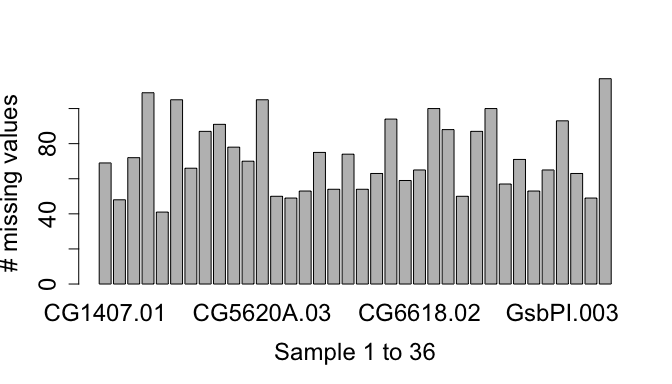 # missing values
80
40
0
CG1407.01 CG5620A.03 CG6618.02 GsbPI.003
Sample 1 to 36